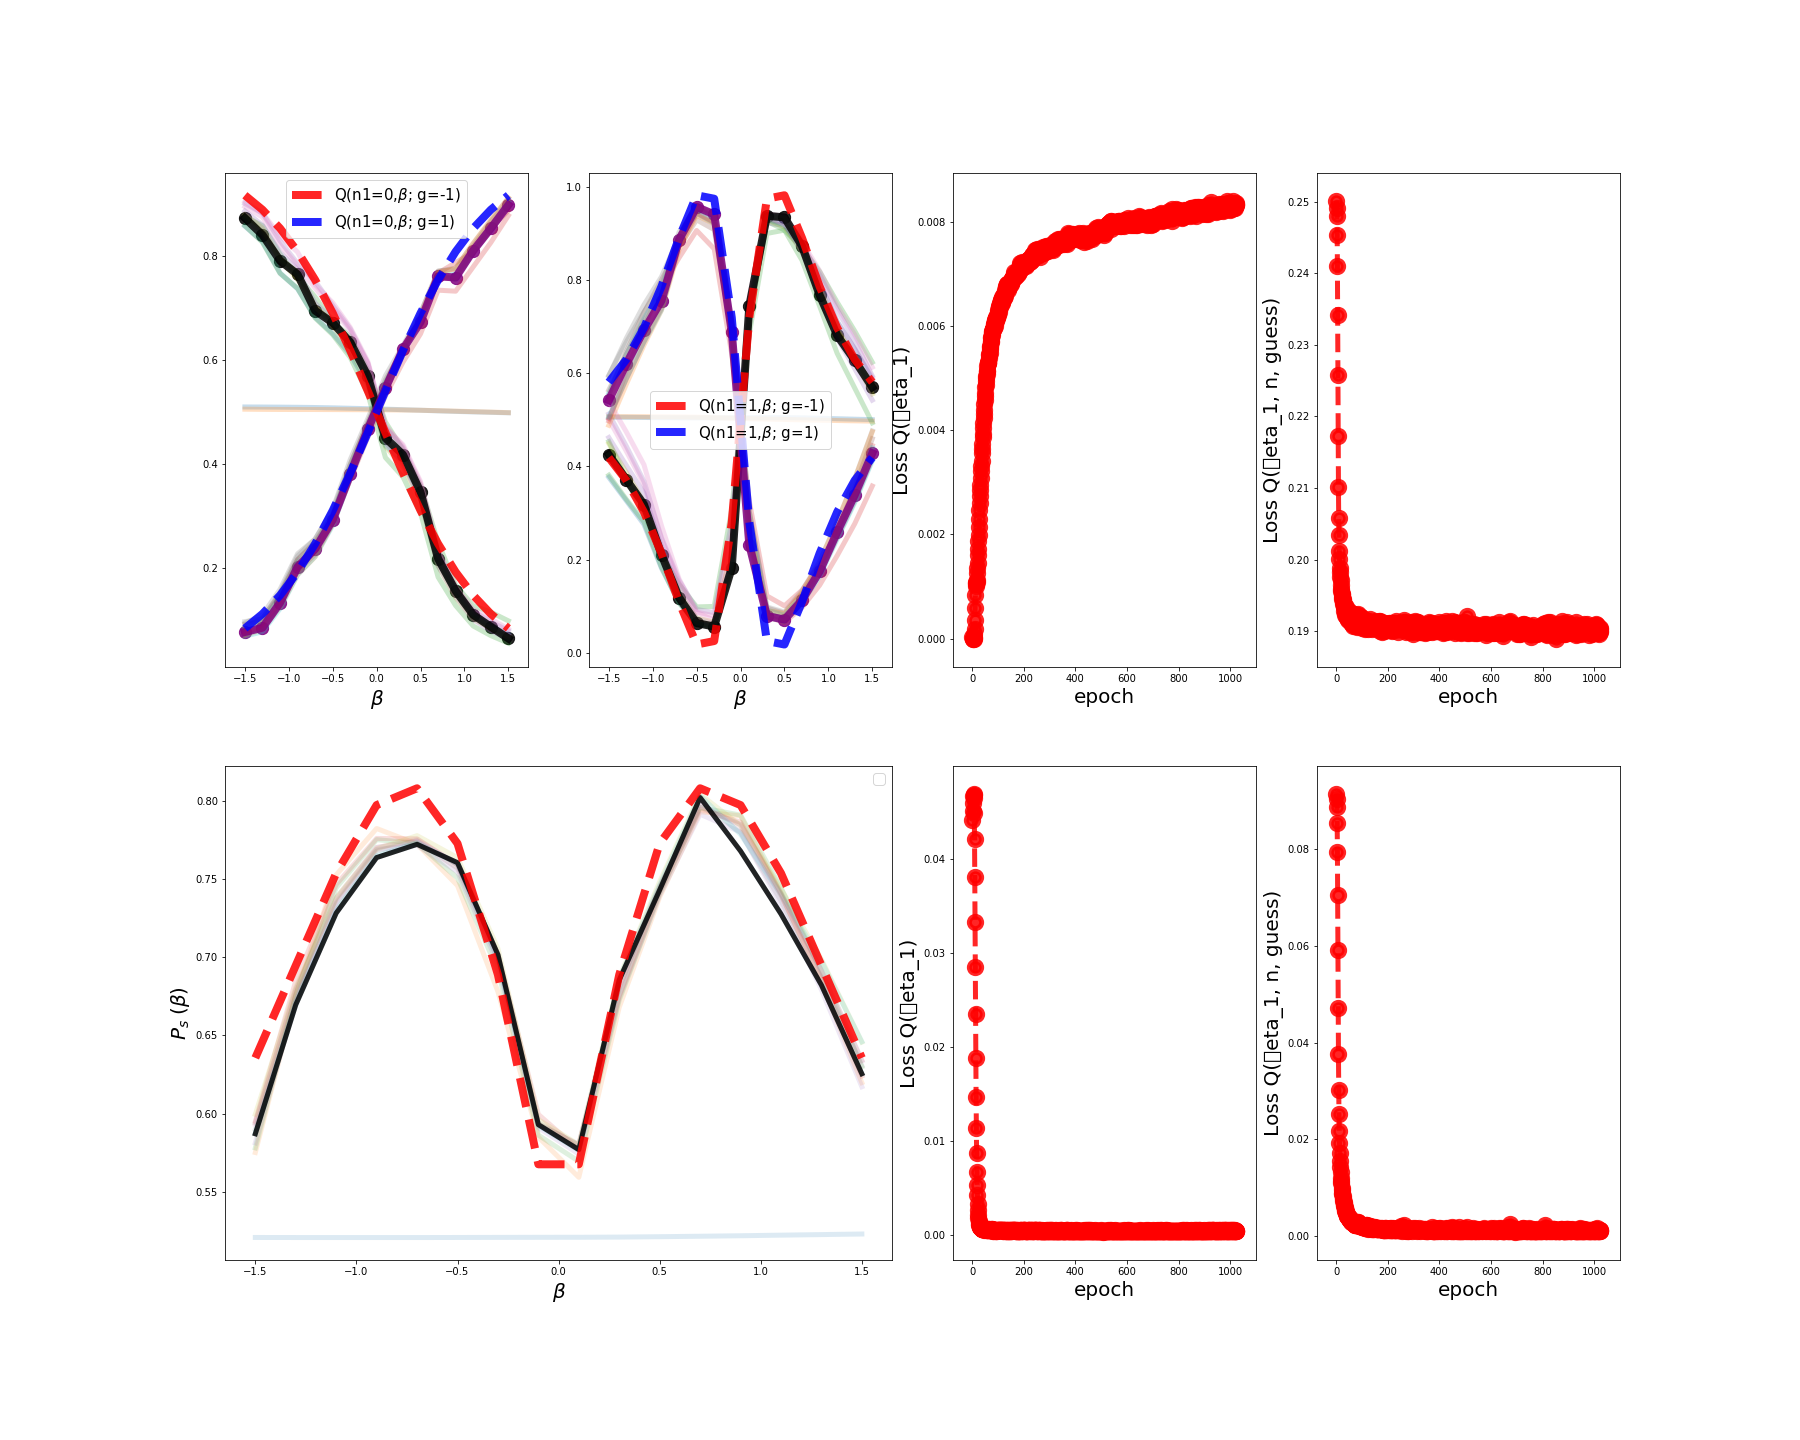 Q(n1=0,β; g=-1)
Q(n1=0,β; g=1)
0.8
0.6
0.4
0.2
−1.5 −1.0 −0.5 0.0 0.5 1.0 1.5
β
1.0
0.8
0.6
0.4
0.2
0.0
Q(n1=1,β; g=-1)
Q(n1=1,β; g=1)
−1.5 −1.0 −0.5 0.0 0.5 1.0 1.5
β
Loss Q(▯eta_1)
0.008
0.006
0.004
0.002
0.000
0 200 400 600 800 1000
epoch
Loss Q(▯eta_1, n, guess)
0.25
0.24
0.23
0.22
0.21
0.20
0.19
0 200 400 600 800 1000
epoch
P_s (β)
0.80
0.75
0.70
0.65
0.60
0.55
−1.5 −1.0 −0.5 0.0 0.5 1.0 1.5
β
Loss Q(▯eta_1)
0.04
0.03
0.02
0.01
0.00
0 200 400 600 800 1000
epoch
Loss Q(▯eta_1, n, guess)
0.08
0.06
0.04
0.02
0.00
0 200 400 600 800 1000
epoch